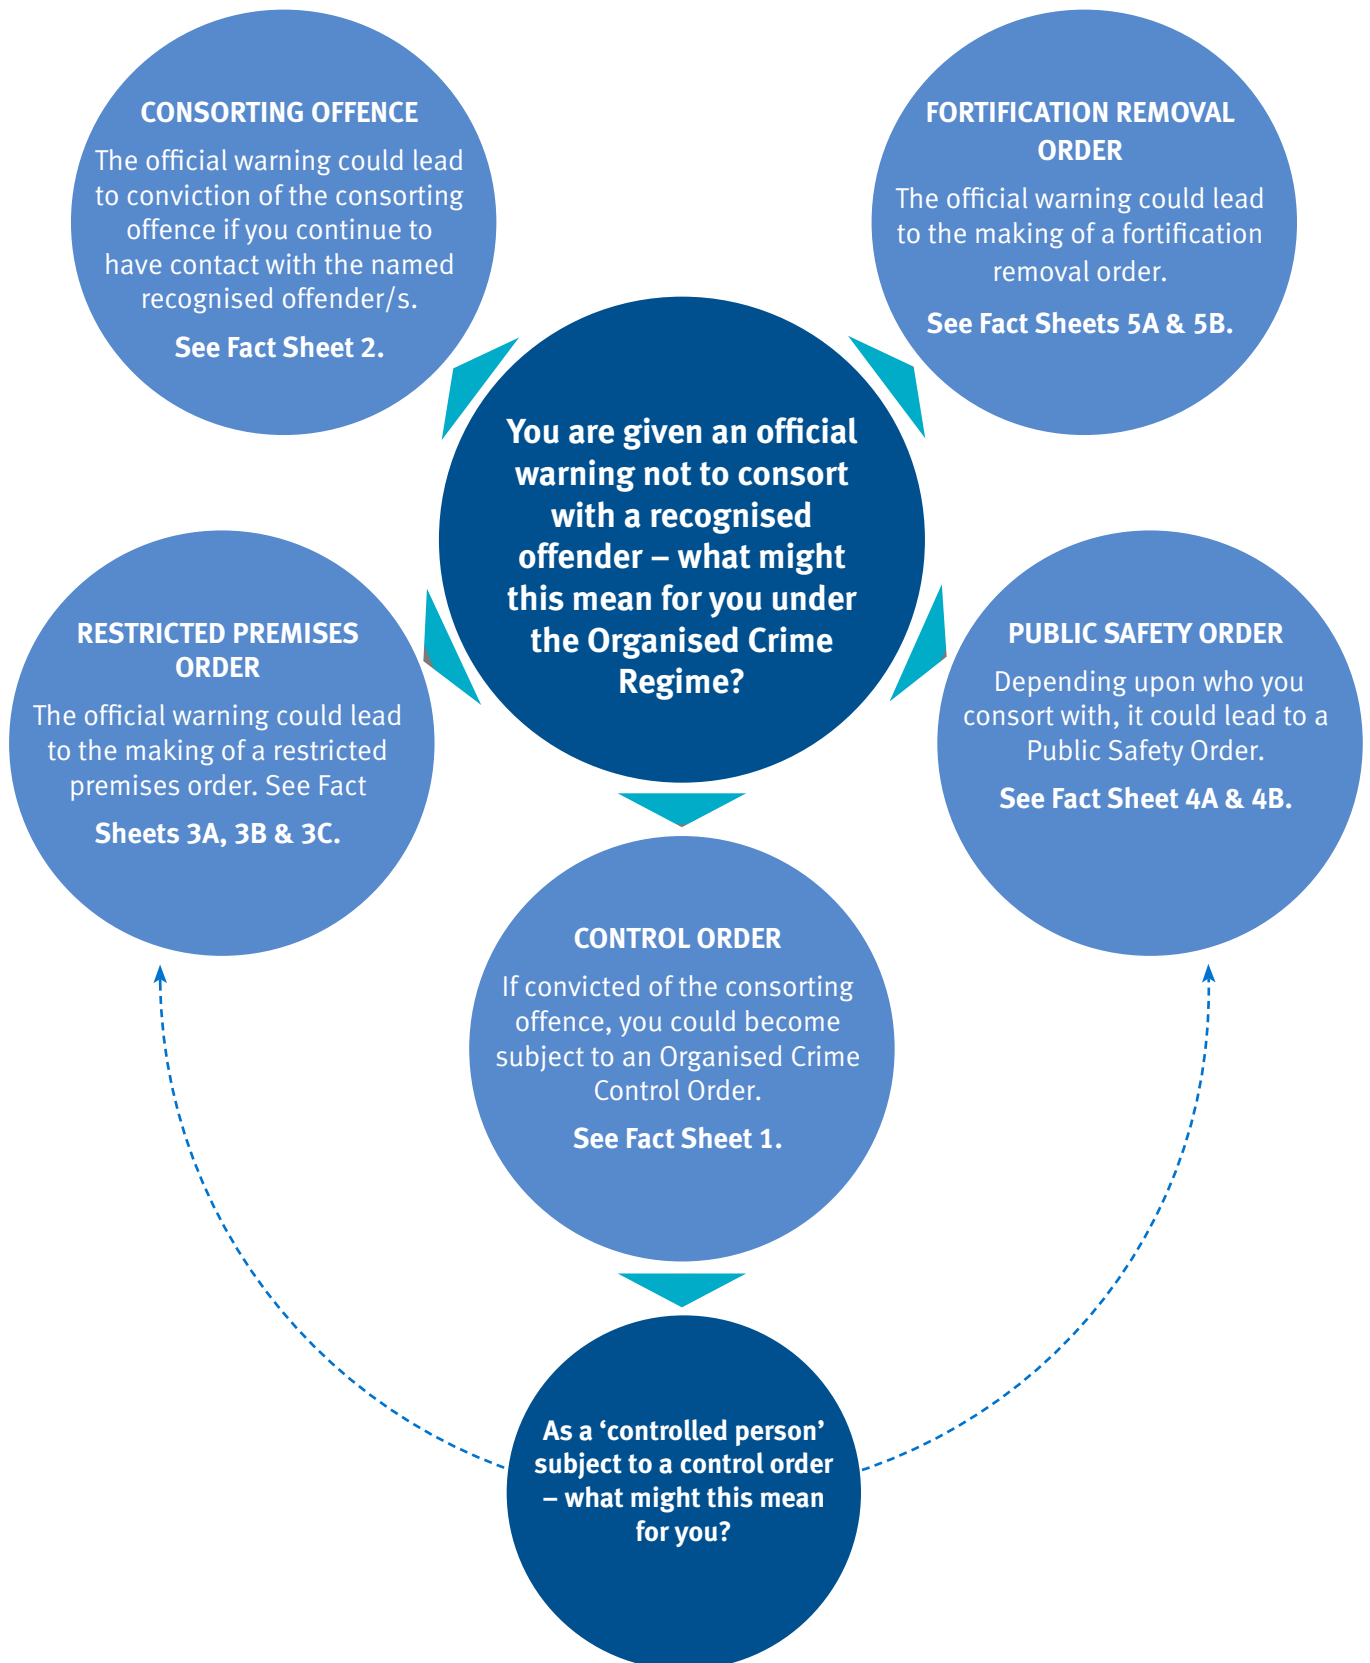 CONSORTING OFFENCE
The official warning could lead
to conviction of the consorting
offence if you continue to
have contact with the named
recognised offender/s.
See Fact Sheet 2.
FORTIFICATION REMOVAL
ORDER
The official warning could lead
to the making of a fortification
removal order.
See Fact Sheets 5A & 5B.
You are given an official
warning not to consort
with a recognised
offender – what might
this mean for you under
the Organised Crime
Regime?
RESTRICTED PREMISES
ORDER
The official warning could lead
to the making of a restricted
premises order. See Fact
Sheets 3A, 3B & 3C.
PUBLIC SAFETY ORDER
Depending upon who you
consort with, it could lead to a
Public Safety Order.
See Fact Sheet 4A & 4B.
CONTROL ORDER
If convicted of the consorting
offence, you could become
subject to an Organised Crime
Control Order.
See Fact Sheet 1.
As a ‘controlled person’
subject to a control order
– what might this mean
for you?